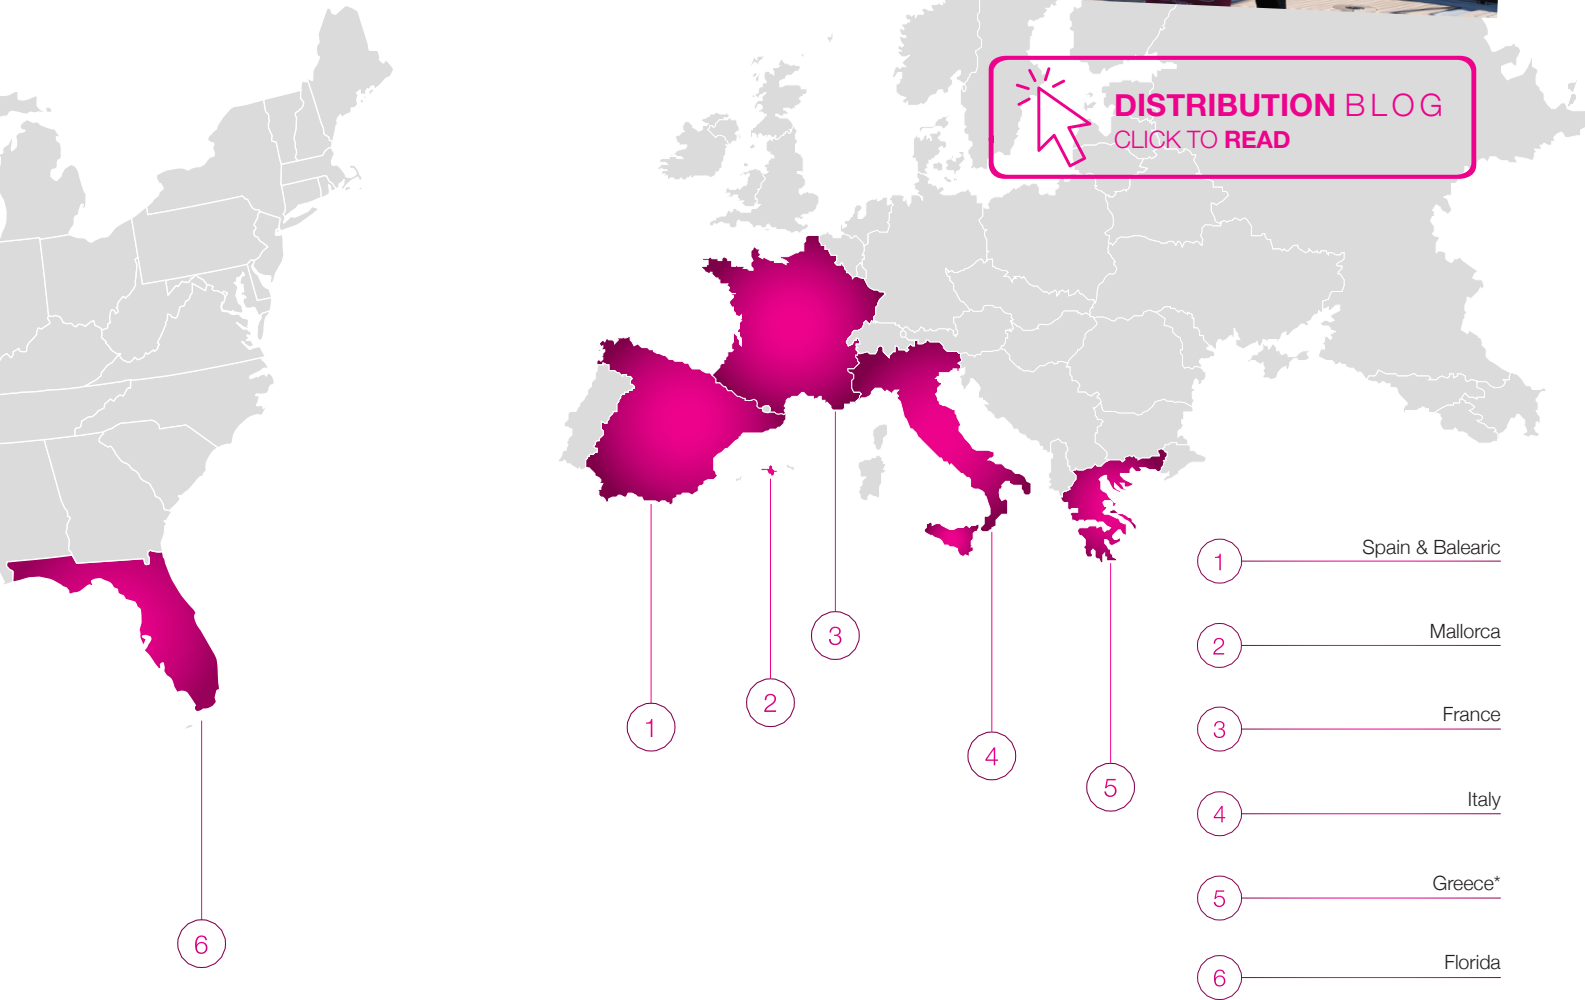 DISTRIBUTION BLOG
CLICK TO READ
1
2
3
4
5
6
1 Spain & Balearic
2 Mallorca
3 France
4 Italy
5 Greece*
6 Florida